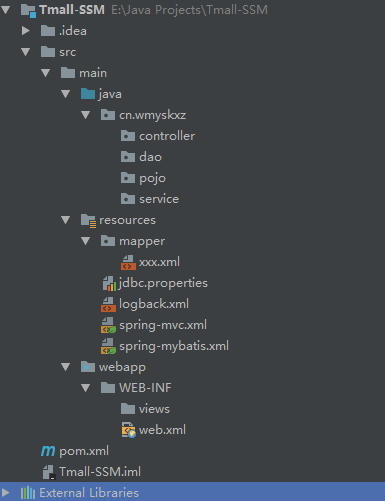 Tmall-SSM E:\Java Projects\Tmall-SSM
.idea
src
main
java
cn.wmyskxz
controller
dao
pojo
service
resources
mapper
xxx.xml
jdbc.properties
logback.xml
spring-mvc.xml
spring-mybatis.xml
webapp
WEB-INF
views
web.xml
pom.xml
Tmall-SSM.iml
External Libraries